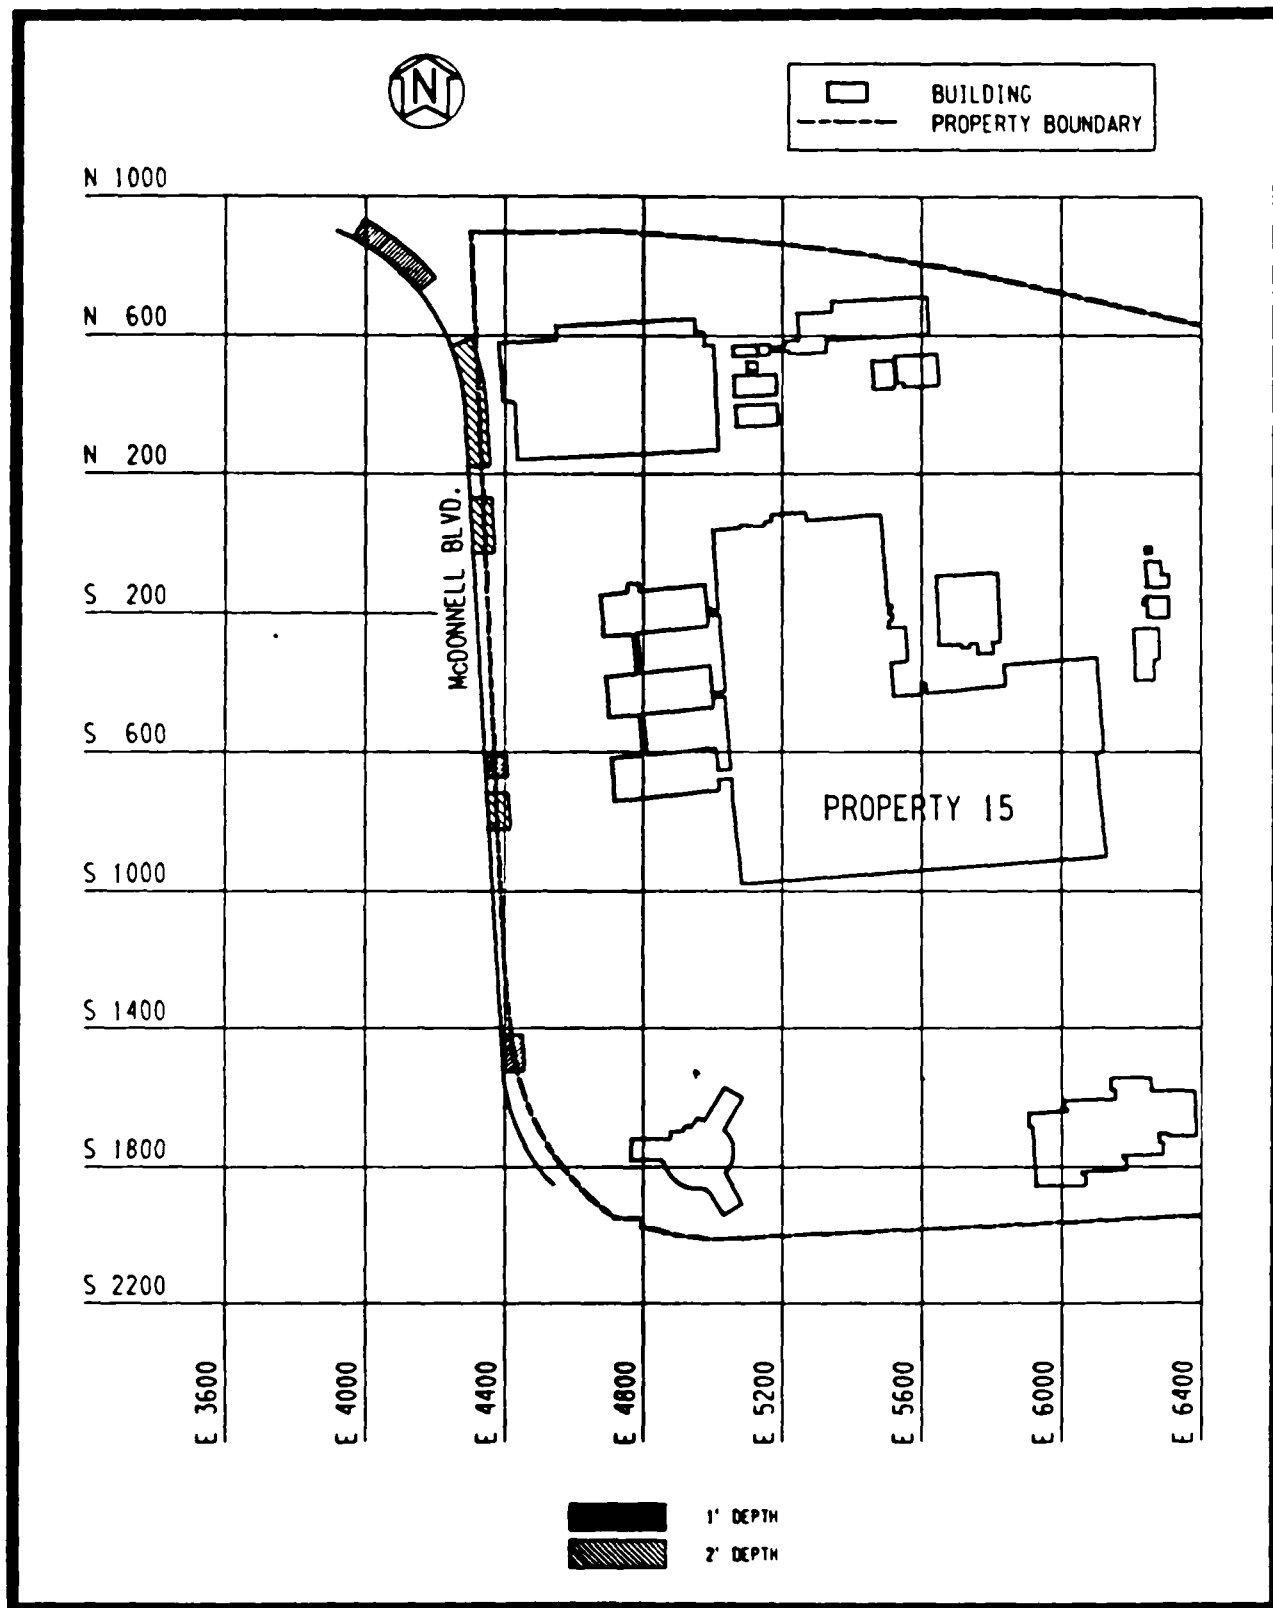 N
BUILDING
PROPERTY BOUNDARY
N 1000
N 600
N 200
McDONNELL BLVD.
S 200
S 600
PROPERTY 15
S 1000
S 1400
S 1800
S 2200
E 3600
E 4000
E 4400
E 4800
E 5200
E 5600
E 6000
E 6400
1' DEPTH
2' DEPTH